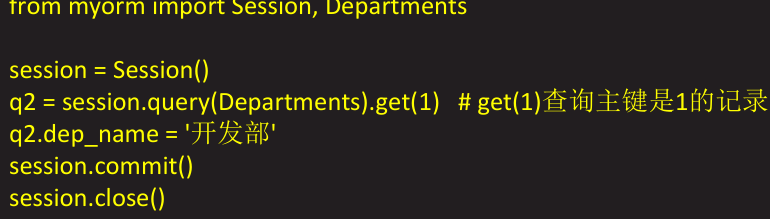 from myorm import Session, Departments
session = Session()
q2 = session.query(Departments).get(1) # get(1)查询主键是1的记录
q2.dep_name = '开发部'
session.commit()
session.close()